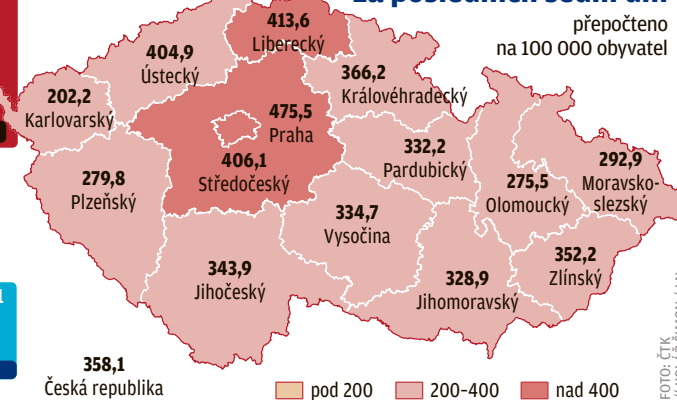 přepočteno
na 100 000 obyvatel
413,6
Liberecký
404,9
Ústecký
366,2
Královéhradecký
202,2
Karlovarský
475,5
Praha
406,1
Středočeský
332,2
Pardubický
279,8
Plzeňský
275,5
Olomoucký
292,9
Moravsko-
slezský
334,7
Vysočina
352,2
Zlínský
343,9
Jihočeský
328,9
Jihomoravský
358,1
Česká republika
pod 200
200–400
nad 400
FOTO: ČTK